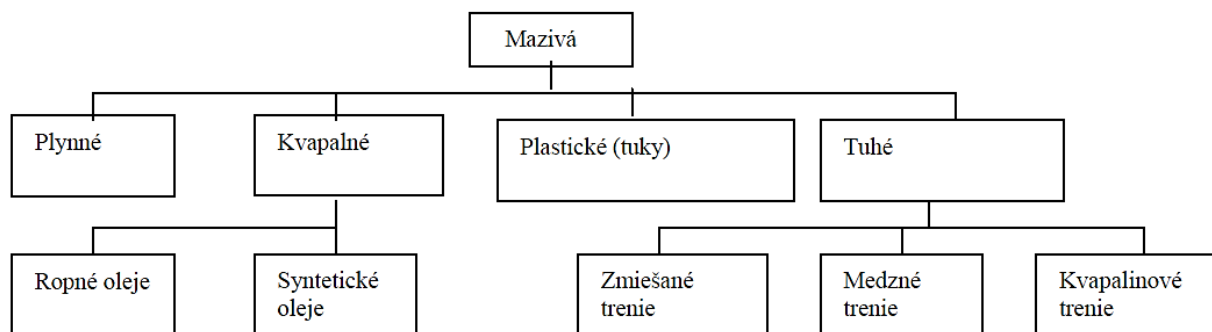 Mazivá
Plynné
Kvapalné
Plastické (tuky)
Tuhé
Ropné oleje
Syntetické
oleje
Zmiešané
trenie
Medzné
trenie
Kvapalinové
trenie